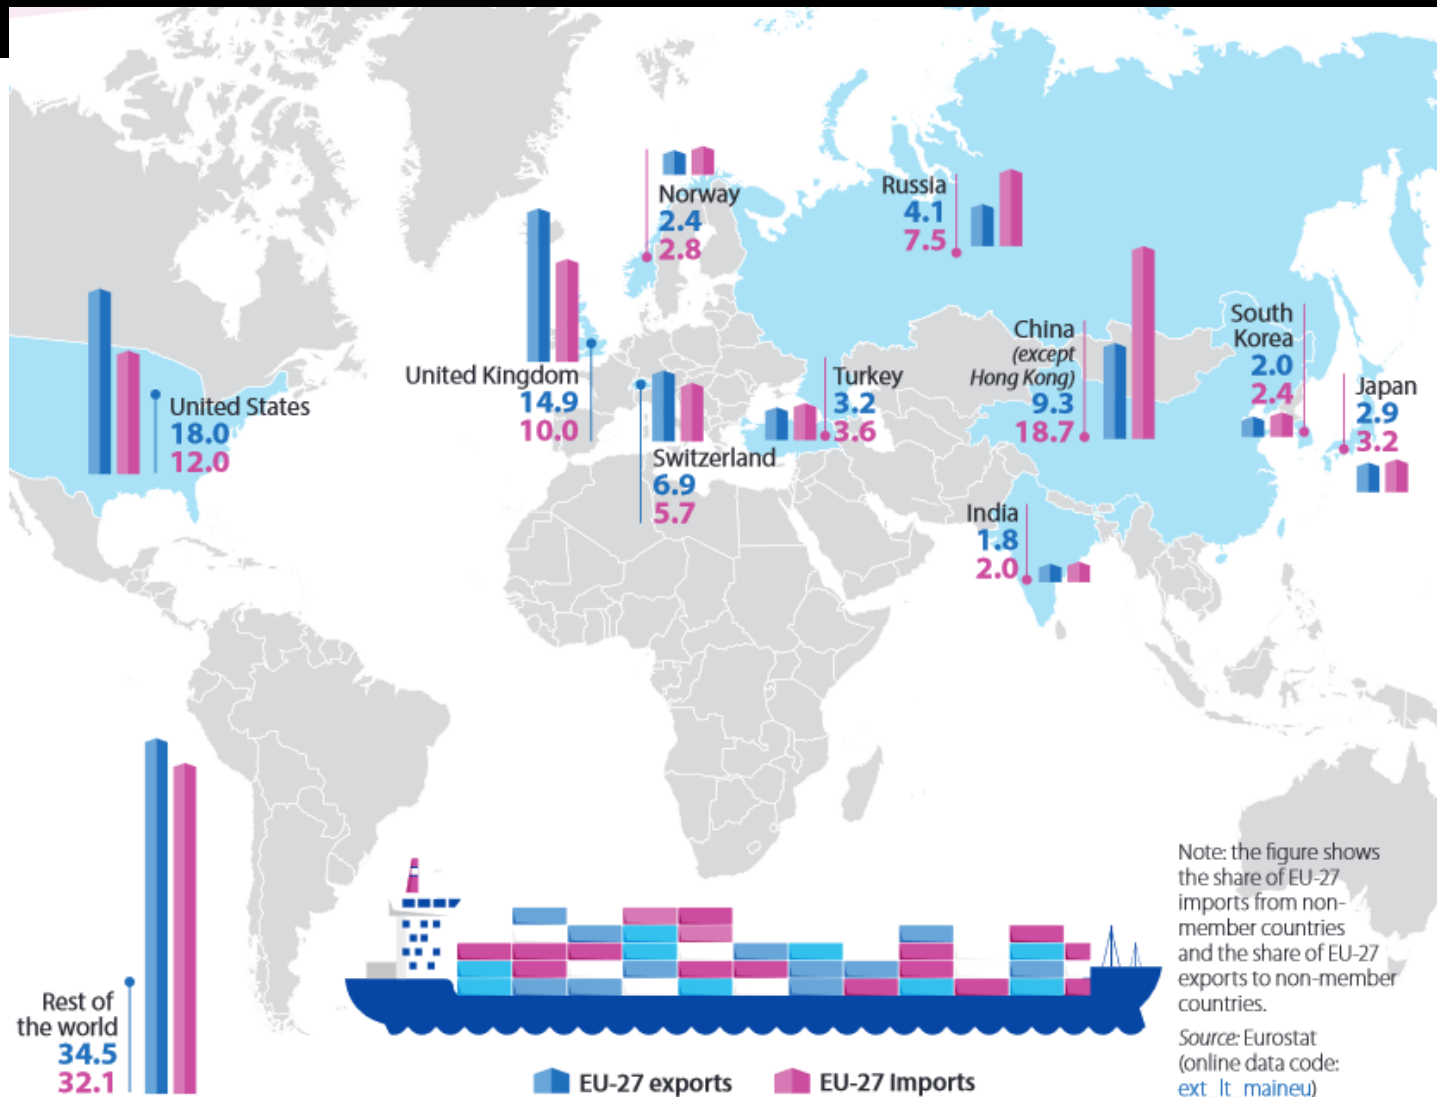 Norway
2.4
2.8
Russia
4.1
7.5
United States
18.0
12.0
United Kingdom
14.9
10.0
Switzerland
6.9
5.7
Turkey
3.2
3.6
China
(except
Hong Kong)
9.3
18.7
South
Korea
2.0
2.4
Japan
2.9
3.2
India
1.8
2.0
Rest of
the world
34.5
32.1
EU-27 exports
EU-27 Imports
Note: the figure shows
the share of EU-27
imports from non-
member countries
and the share of EU-27
exports to non-member
countries.
Source: Eurostat
(online data code:
ext_lt_maineu)